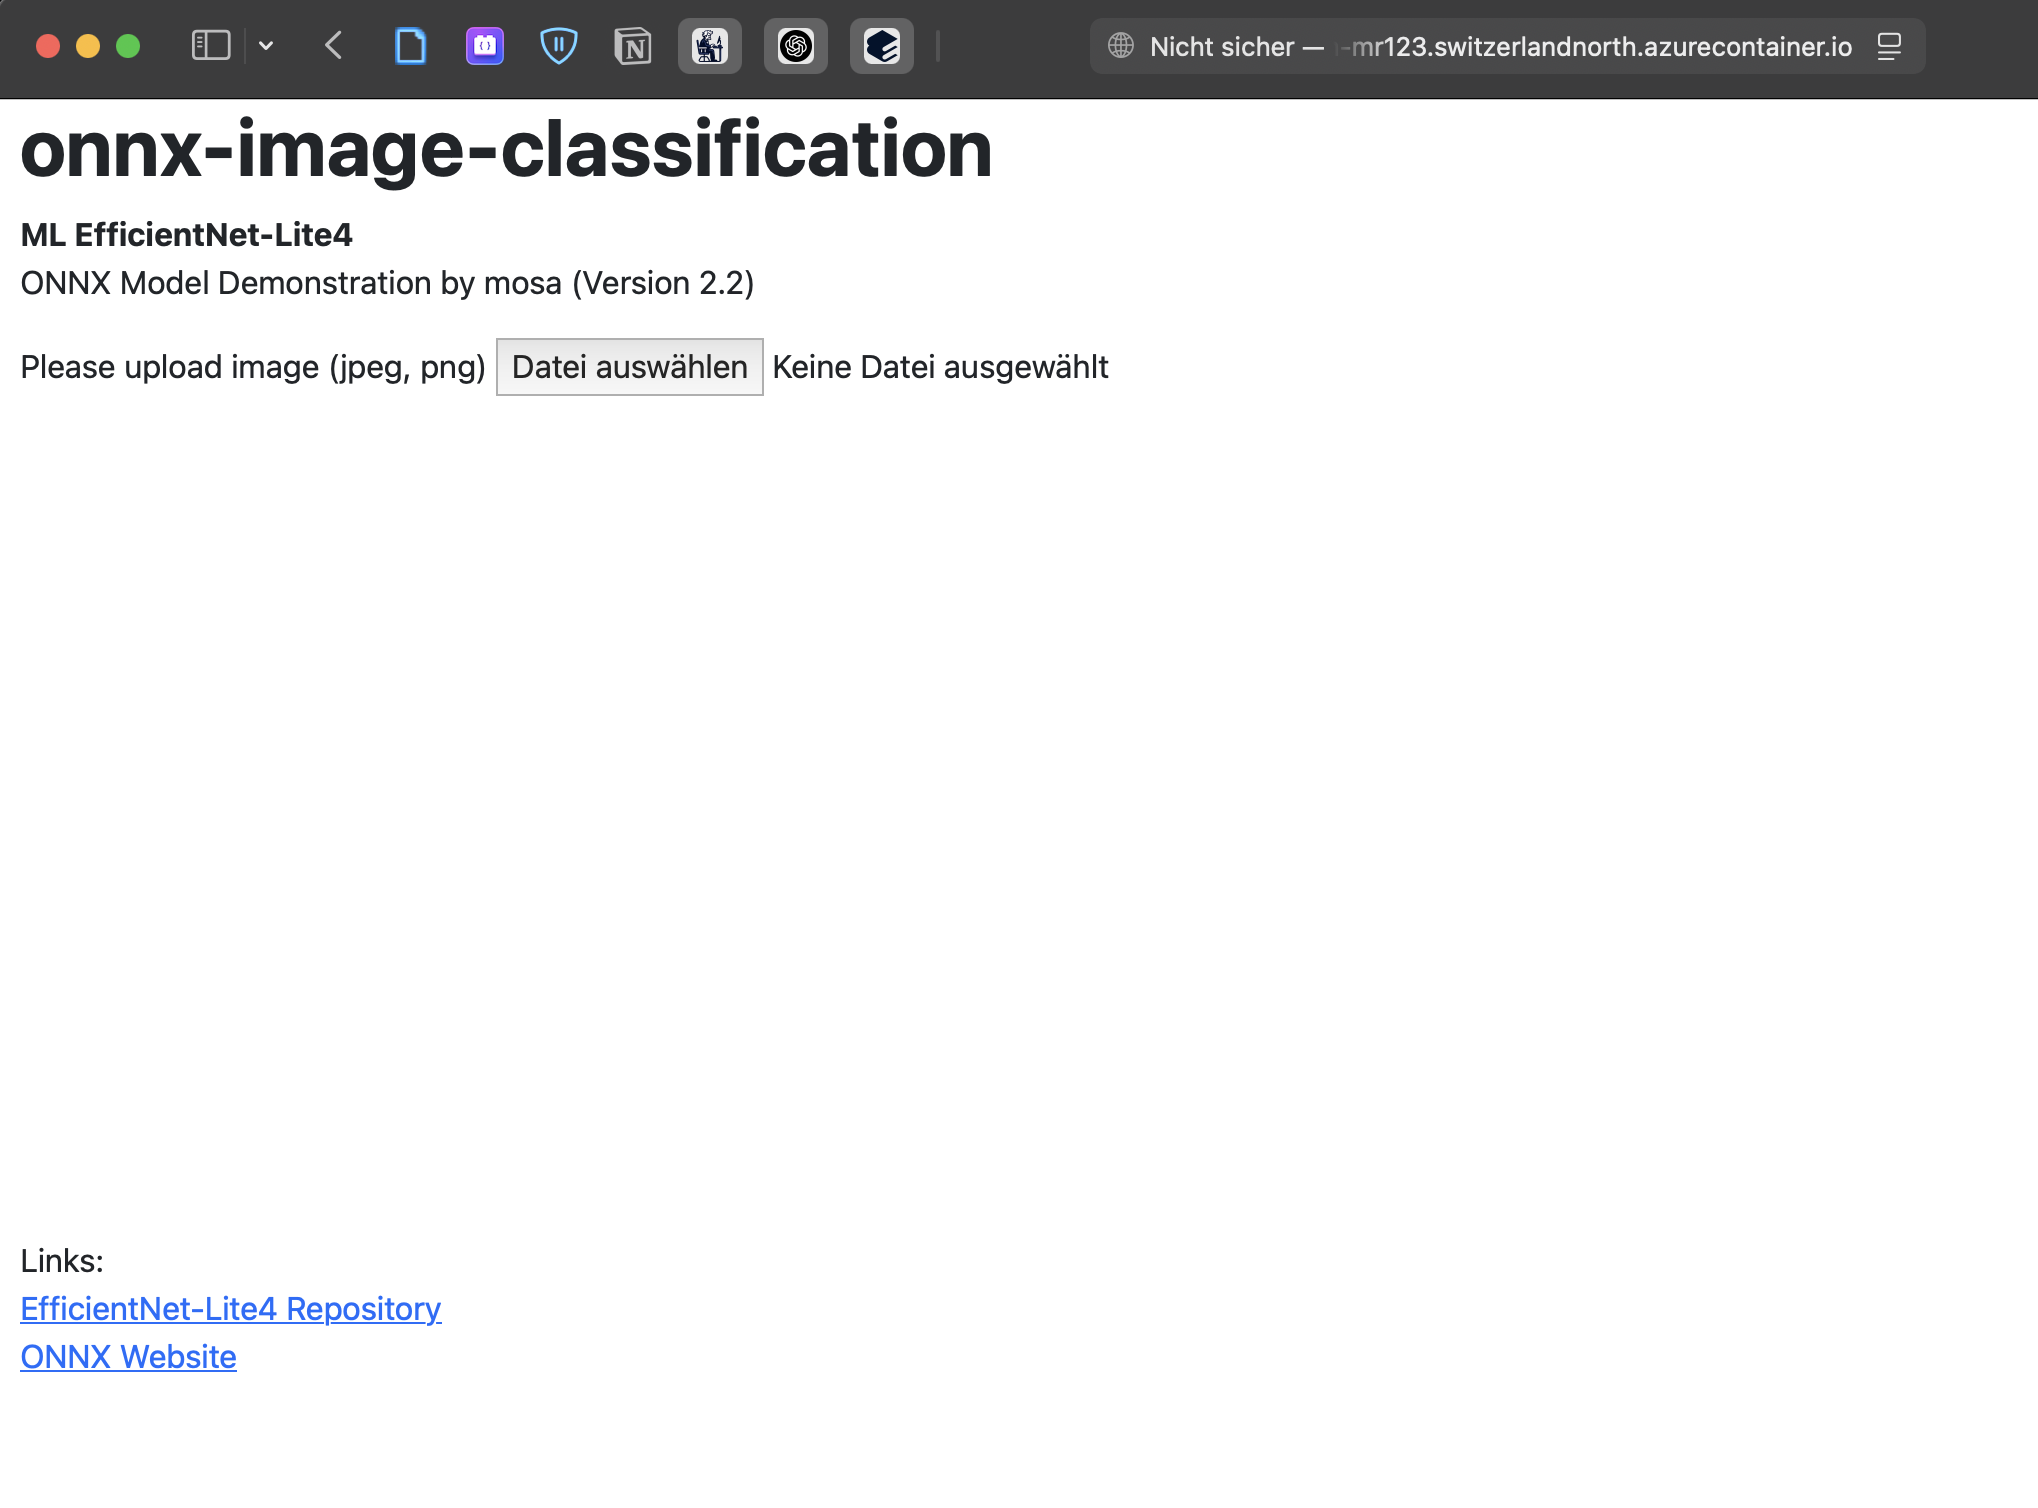 Nicht sicher — -mr123.switzerlandnorth.azurecontainer.io
onnx-image-classification
ML EfficientNet-Lite4
ONNX Model Demonstration by mosa (Version 2.2)
Please upload image (jpeg, png) Datei auswählen Keine Datei ausgewählt
Links:
EfficientNet-Lite4 Repository
ONNX Website